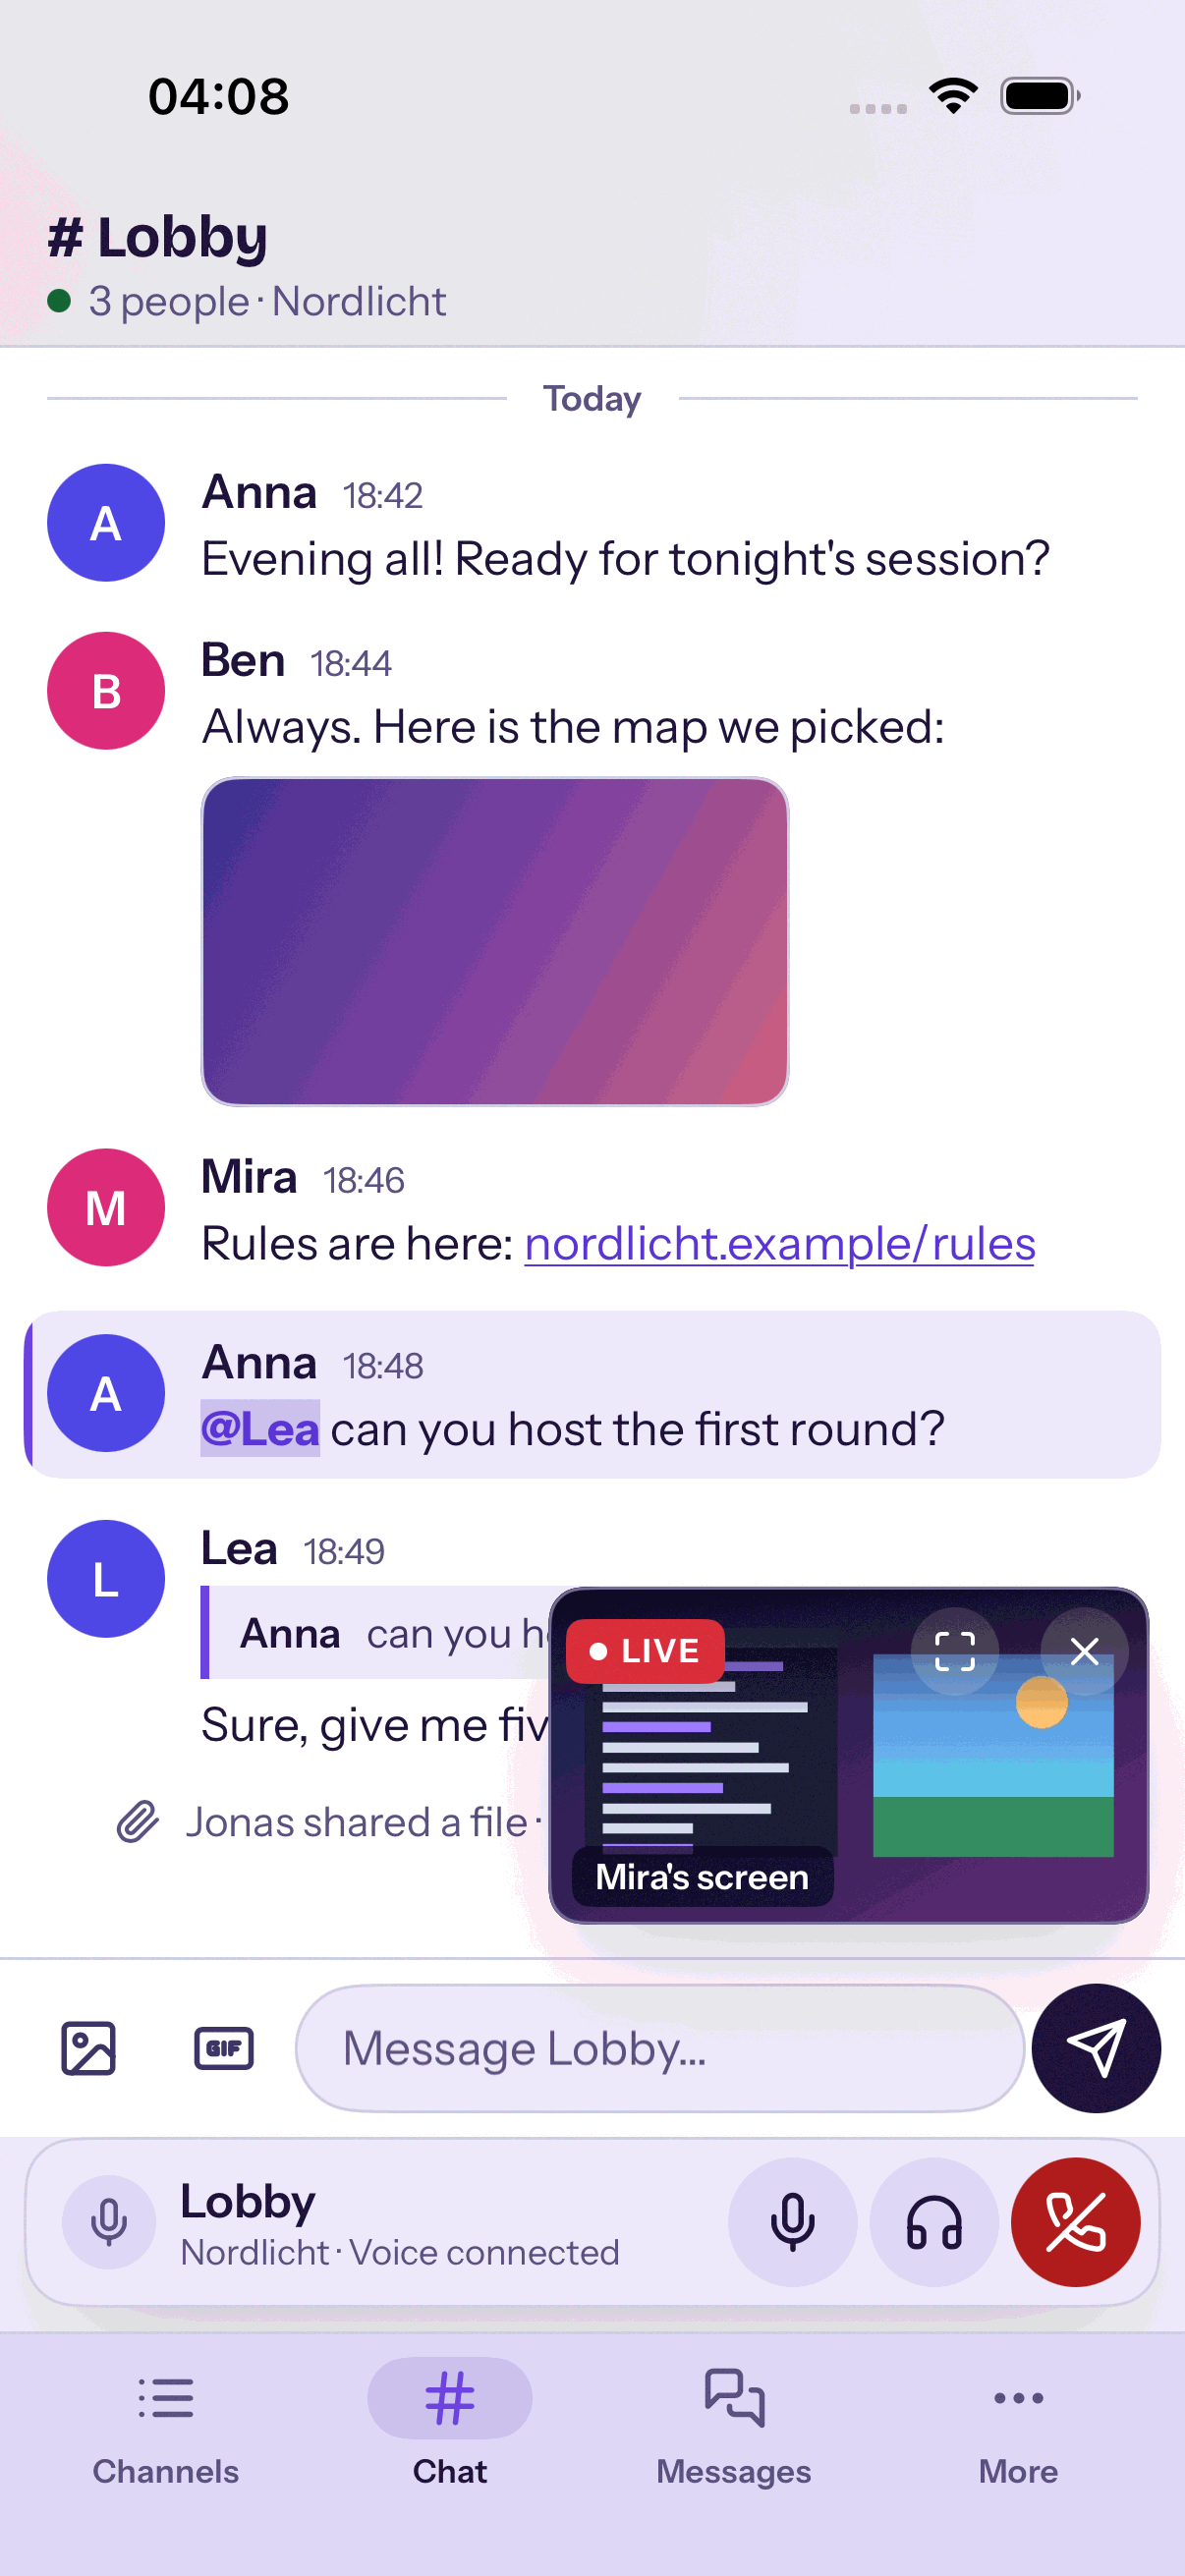 04:08
# Lobby
3 people · Nordlicht
Today
Anna 18:42
A
Evening all! Ready for tonight's session?
Ben 18:44
B
Always. Here is the map we picked:
Mira 18:46
M
Rules are here: nordlicht.example/rules
Anna 18:48
A
@Lea can you host the first round?
Lea 18:49
L
Anna can you
LIVE
Sure, give me
Jonas shared a file ·
Mira's screen
GIF
Message Lobby...
Lobby
Nordlicht · Voice connected
Channels
Chat
Messages
More